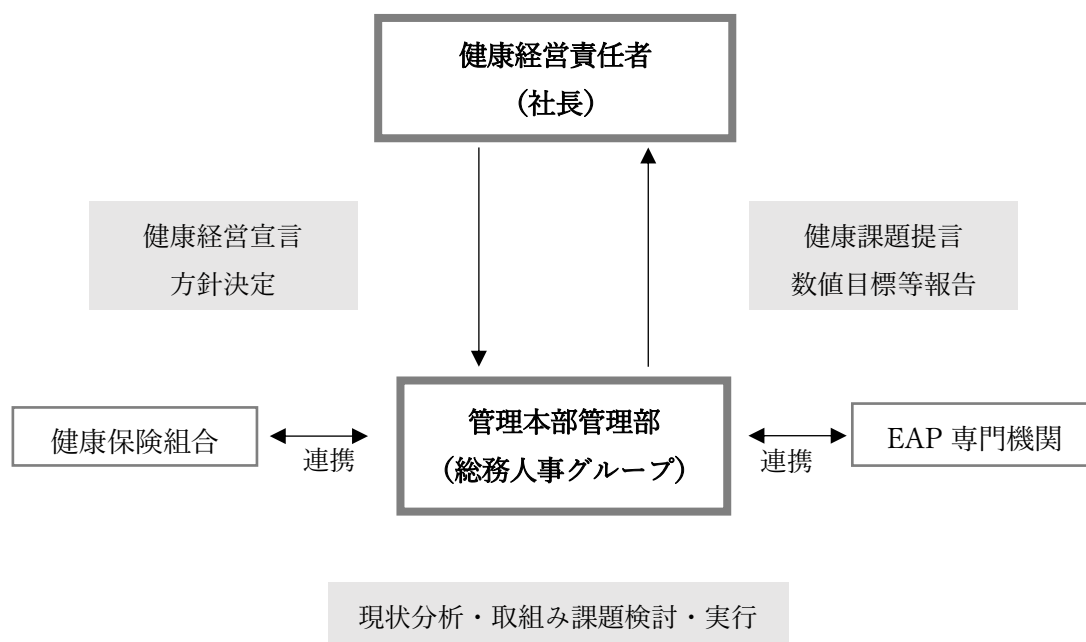 健康経営責任者
（社長）
健康経営宣言
方針決定
健康課題提言
数値目標等報告
健康保険組合
連携
管理本部管理部
（総務人事グループ）
連携
EAP 専門機関
現状分析・取組み課題検討・実行